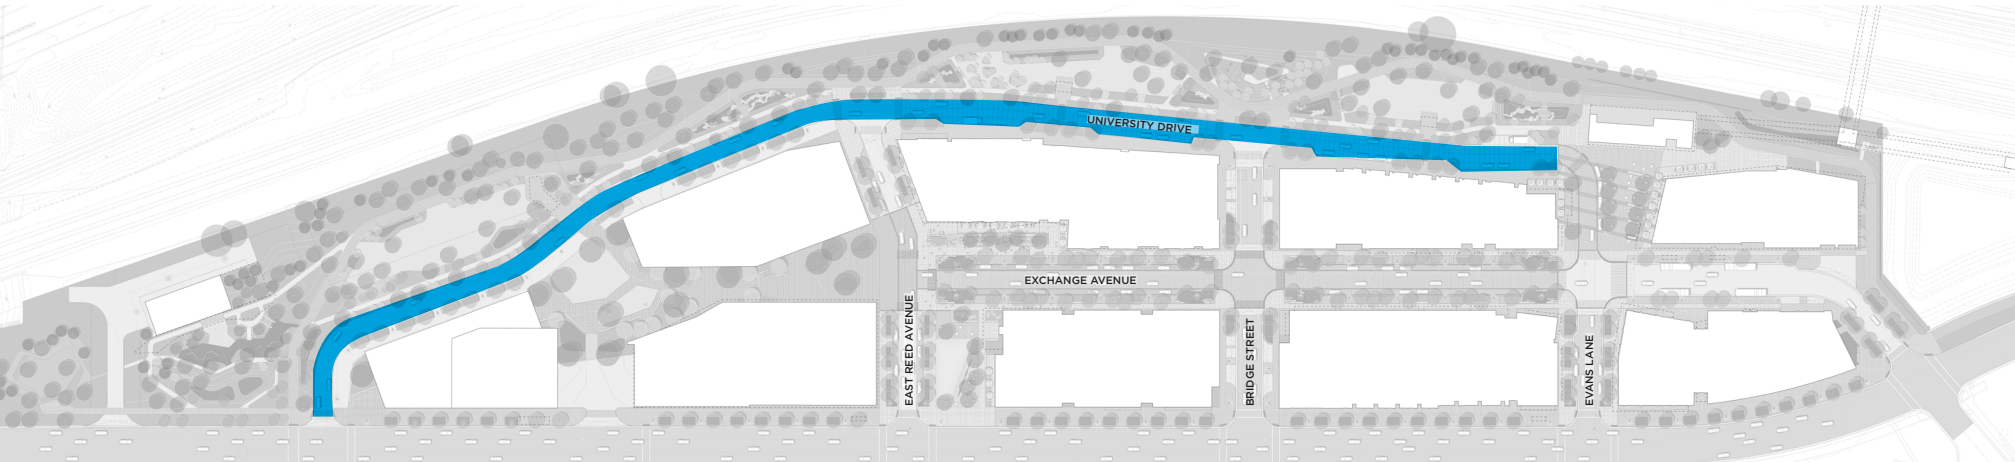 UNIVERSITY DRIVE
EXCHANGE AVENUE
EAST REED AVENUE
BRIDGE STREET
EVANS LANE